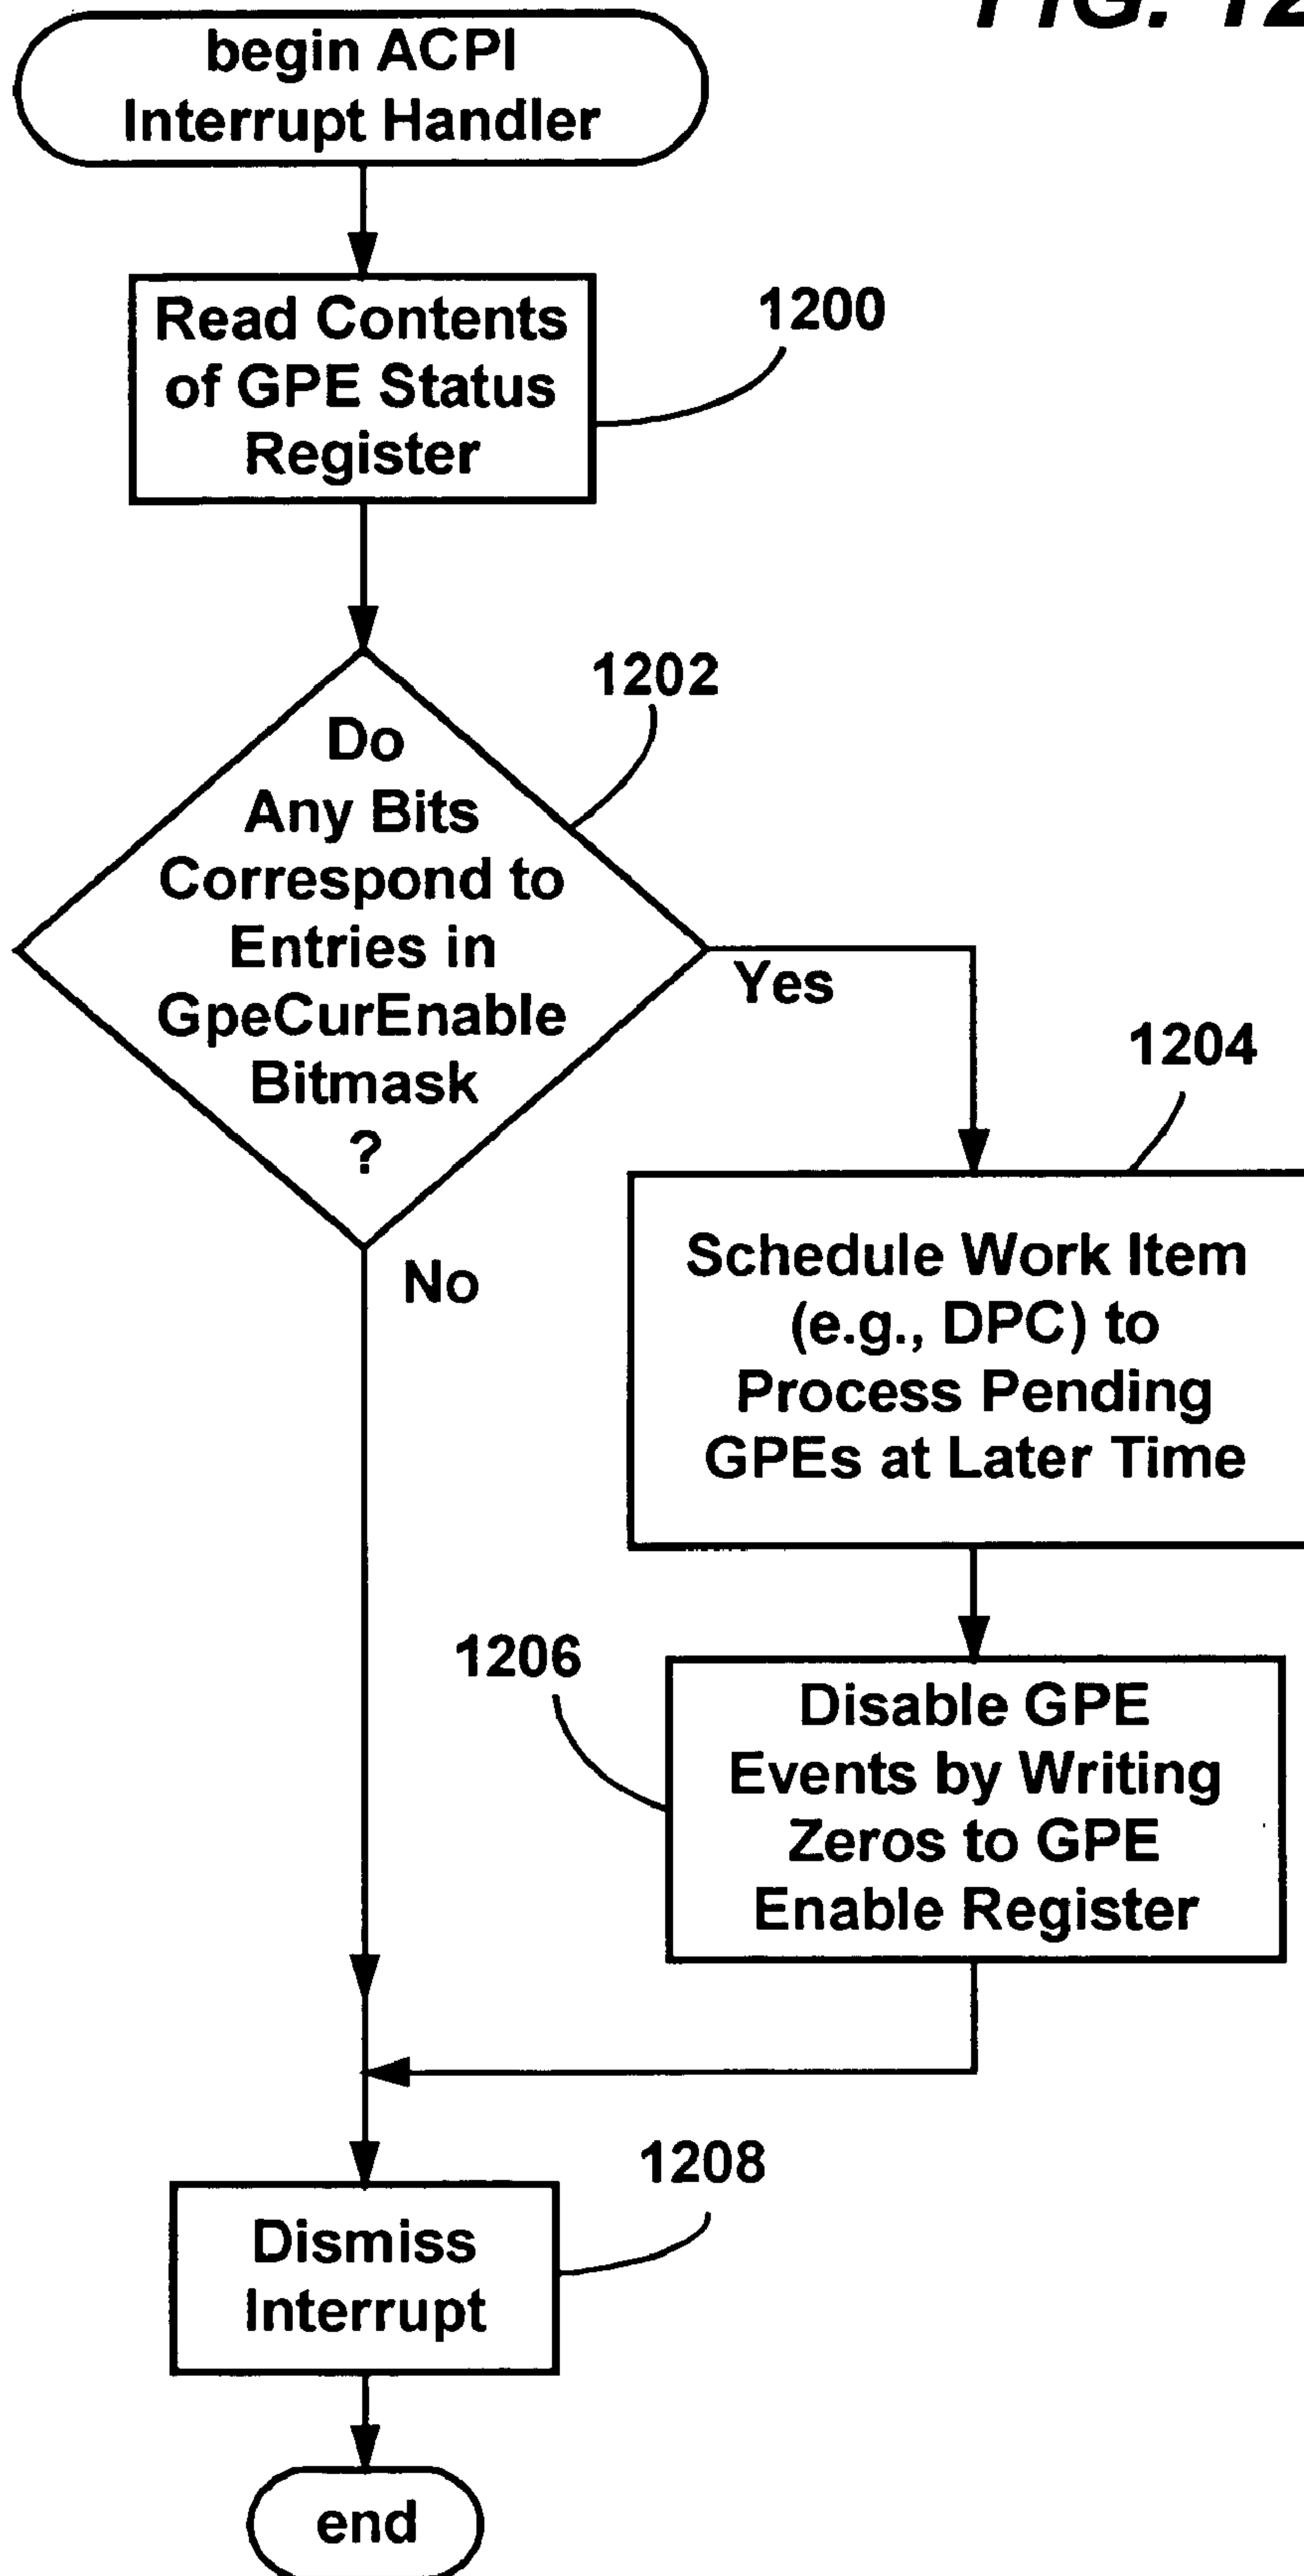 FIG. 12
begin ACPI
Interrupt Handler
Read Contents
of GPE Status
Register
1200
1202
Do
Any Bits
Correspond to
Entries in
GpeCurEnable
Bitmask
?
Yes
No
1204
Schedule Work Item
(e.g., DPC) to
Process Pending
GPEs at Later Time
1206
Disable GPE
Events by Writing
Zeros to GPE
Enable Register
1208
Dismiss
Interrupt
end